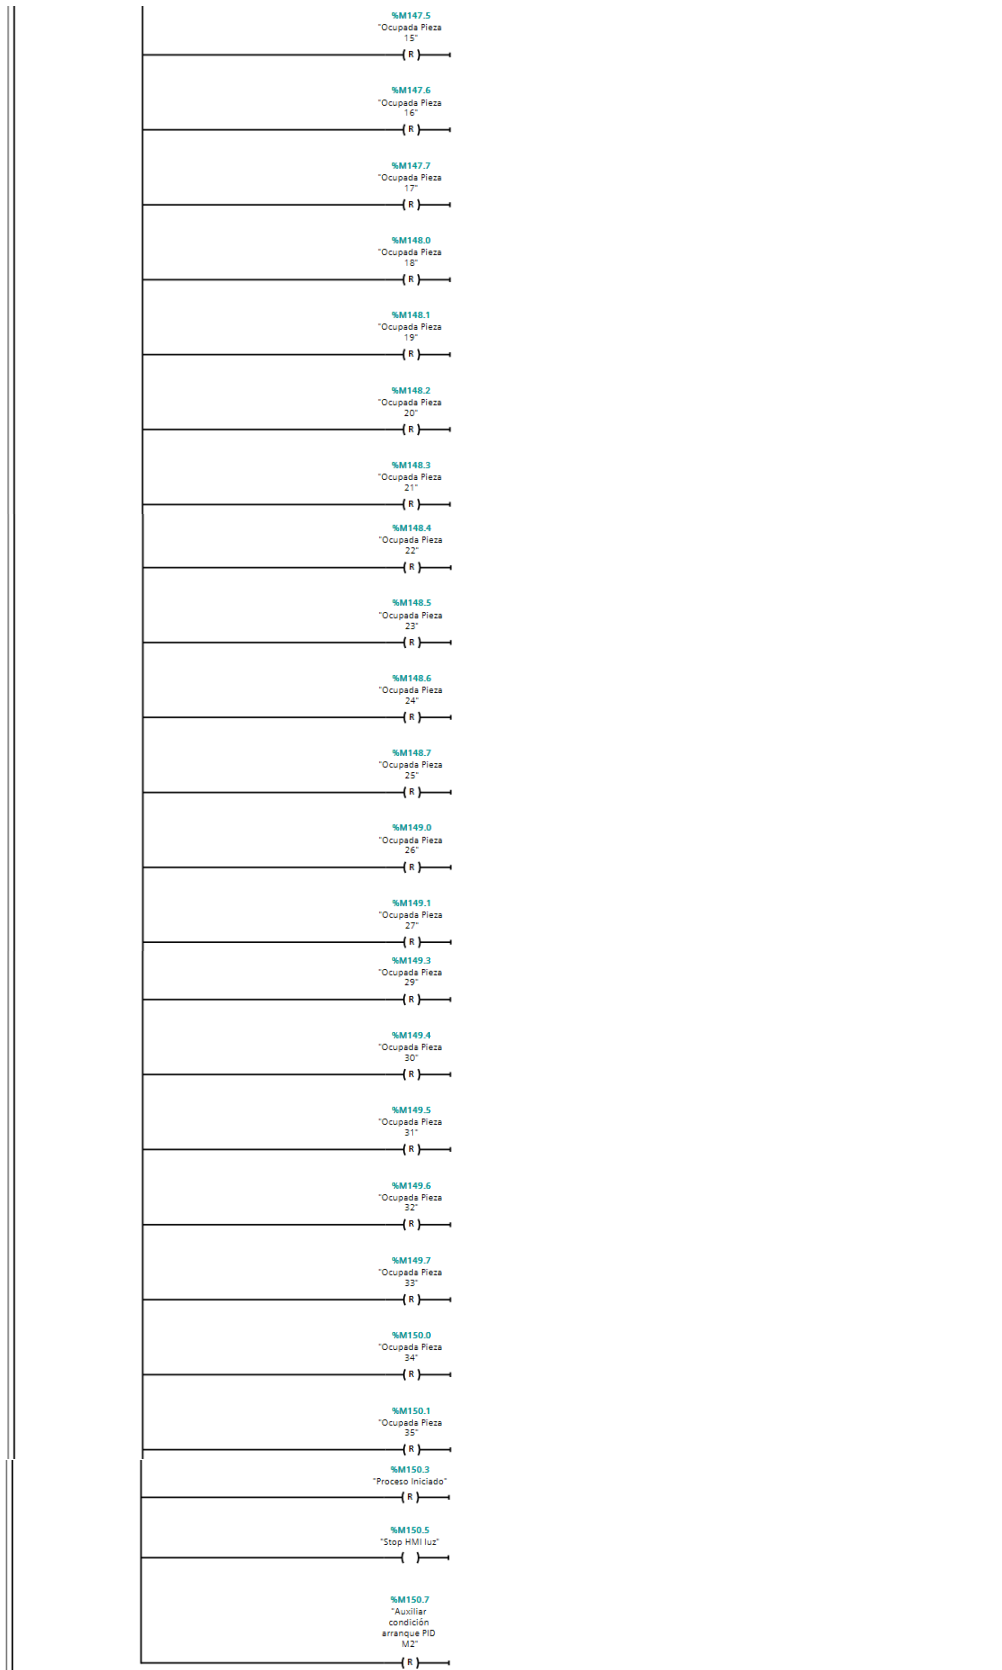 %M147.5
"Ocupada Pieza
15"
( R )
%M147.6
"Ocupada Pieza
16"
( R )
%M147.7
"Ocupada Pieza
17"
( R )
%M148.0
"Ocupada Pieza
18"
( R )
%M148.1
"Ocupada Pieza
19"
( R )
%M148.2
"Ocupada Pieza
20"
( R )
%M148.3
"Ocupada Pieza
21"
( R )
%M148.4
"Ocupada Pieza
22"
( R )
%M148.5
"Ocupada Pieza
23"
( R )
%M148.6
"Ocupada Pieza
24"
( R )
%M148.7
"Ocupada Pieza
25"
( R )
%M149.0
"Ocupada Pieza
26"
( R )
%M149.1
"Ocupada Pieza
27"
( R )
%M149.3
"Ocupada Pieza
29"
( R )
%M149.4
"Ocupada Pieza
30"
( R )
%M149.5
"Ocupada Pieza
31"
( R )
%M149.6
"Ocupada Pieza
32"
( R )
%M149.7
"Ocupada Pieza
33"
( R )
%M150.0
"Ocupada Pieza
34"
( R )
%M150.1
"Ocupada Pieza
35"
( R )
%M150.3
"Proceso Iniciado"
( R )
%M150.5
"Stop HMI luz"
( )
%M150.7
"Auxiliar
condición
arranque PID
M2"
( R )